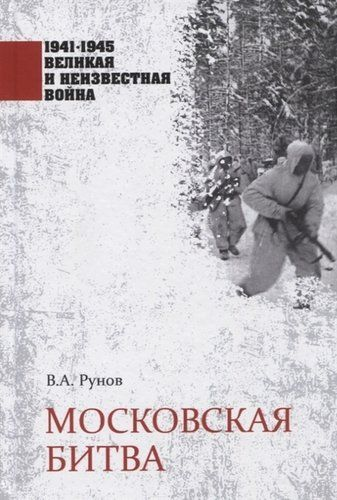 1941-1945
ВЕЛИКАЯ
И НЕИЗВЕСТНАЯ
ВОЙНА
В.А. Рунов
МОСКОВСКАЯ
БИТВА